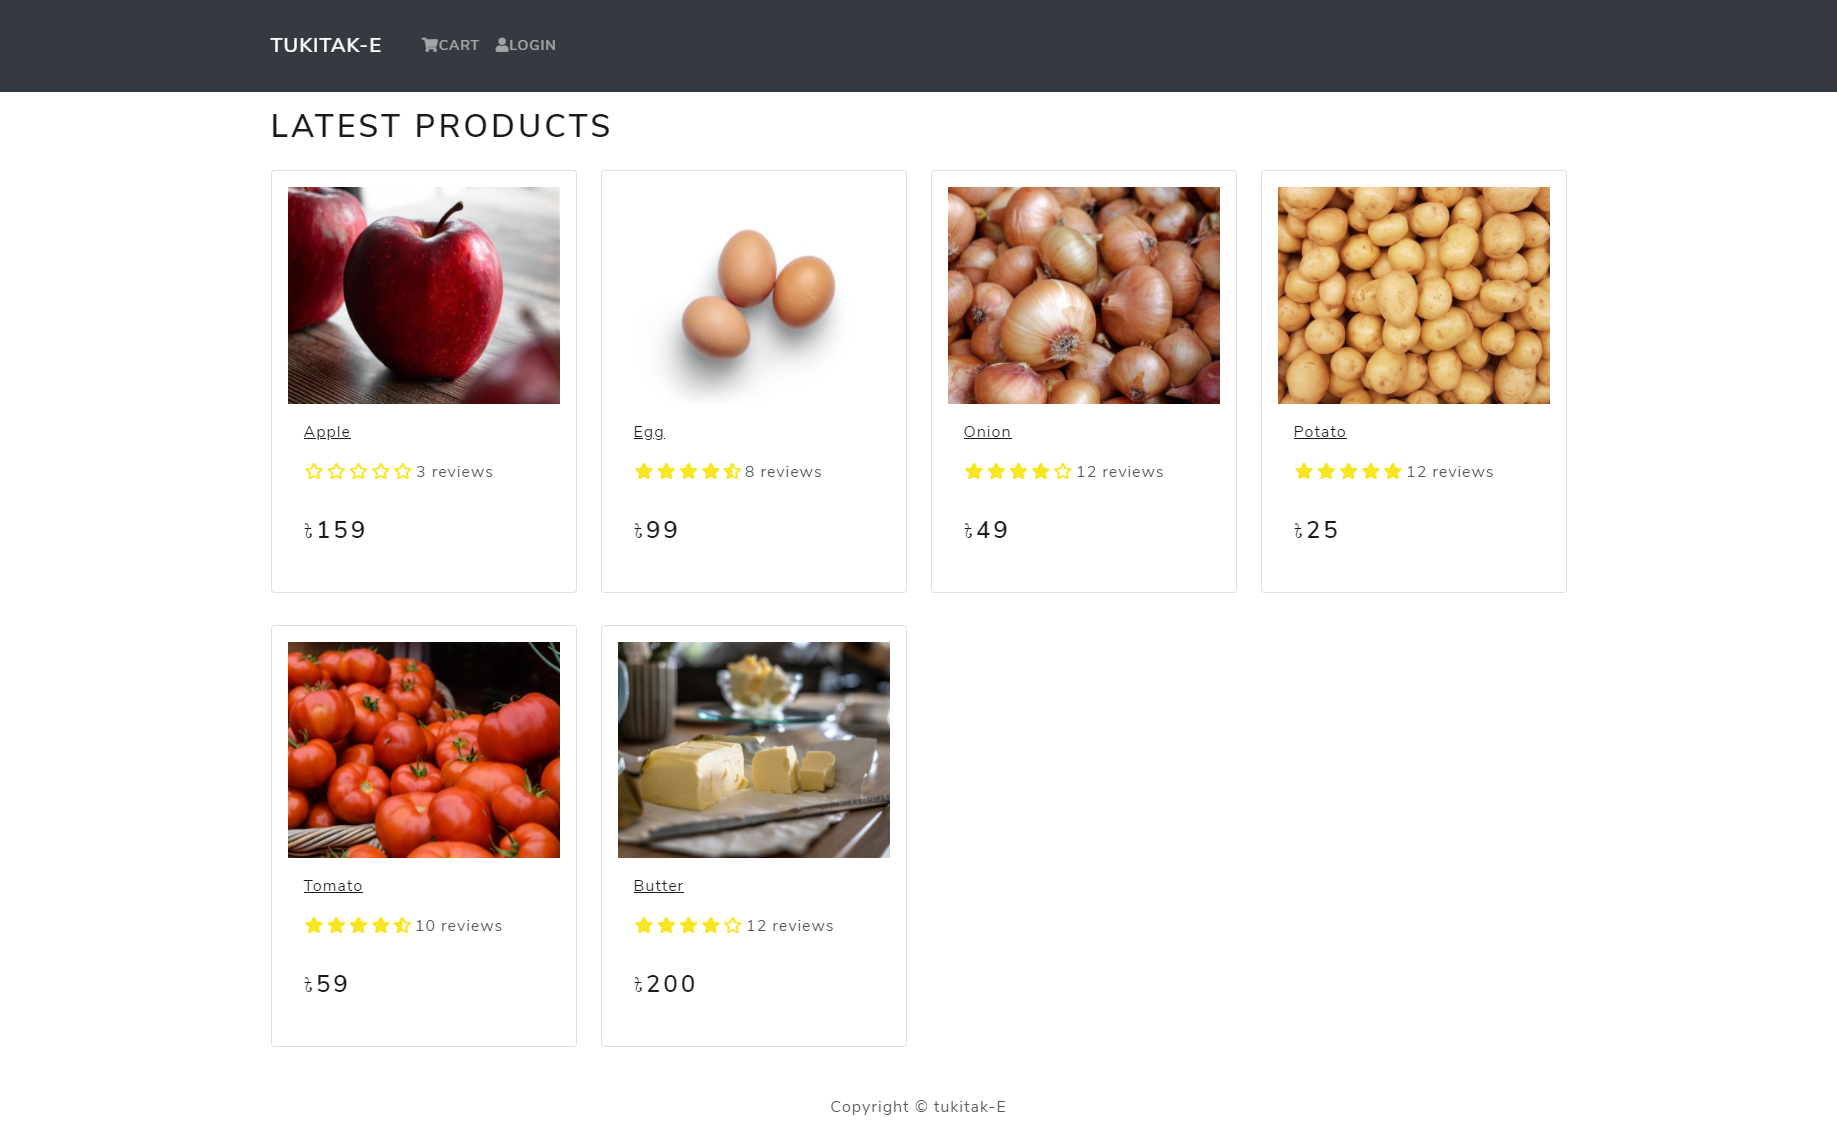 TUKITAK-E CART LOGIN
LATEST PRODUCTS
Apple
3 reviews
৳159
Egg
8 reviews
৳99
Onion
12 reviews
৳49
Potato
12 reviews
৳25
Tomato
10 reviews
৳59
Butter
12 reviews
৳200
Copyright © tukitak-E